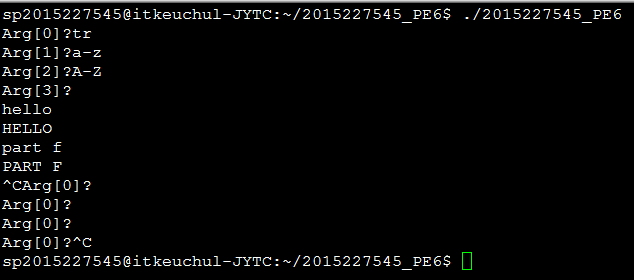 sp2015227545@itkeuchul-JYTC:~/2015227545_PE6$ ./2015227545_PE6
Arg[0]?tr
Arg[1]?a-z
Arg[2]?A-Z
Arg[3]?
hello
HELLO
part f
PART F
^CArg[0]?
Arg[0]?
Arg[0]?
Arg[0]?^C
sp2015227545@itkeuchul-JYTC:~/2015227545_PE6$